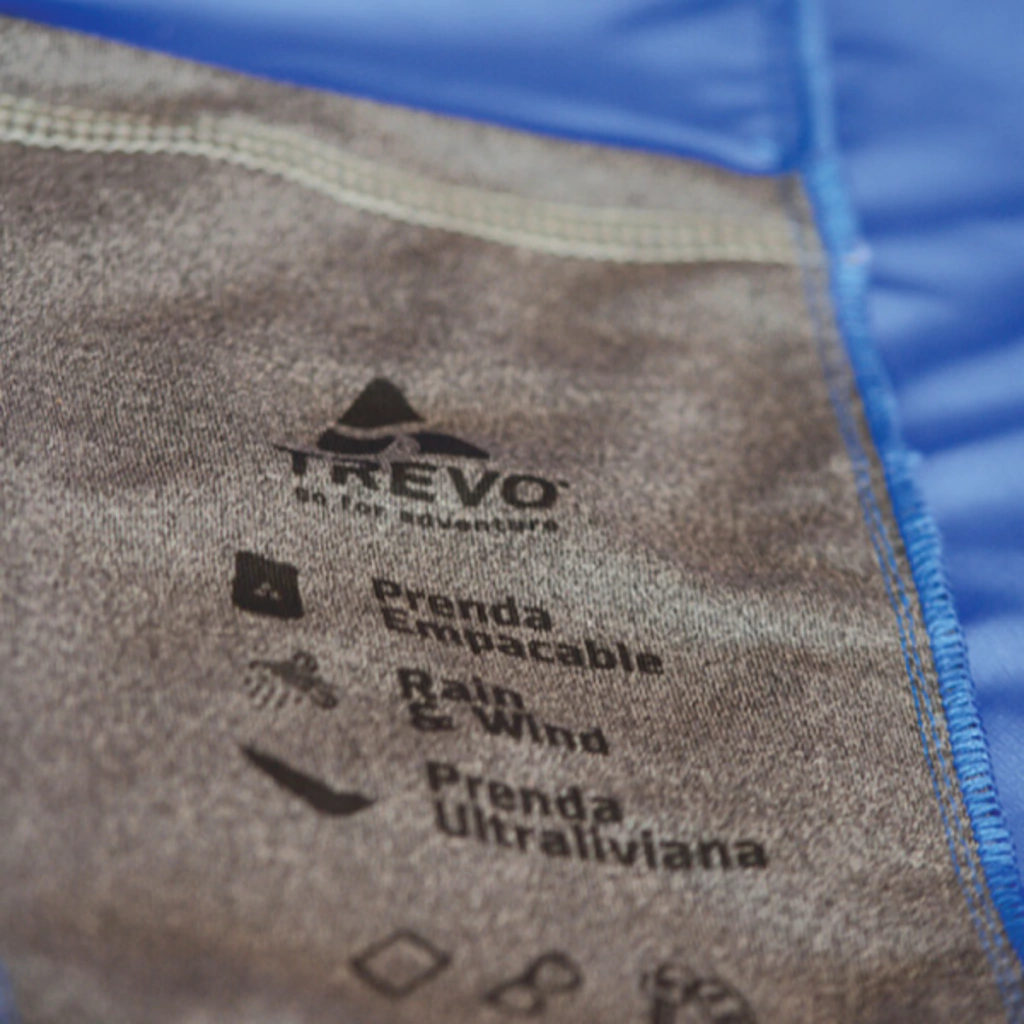 TREVO
go for adventure
Prenda
Empacable
Rain
& Wind
Prenda
Ultraliviana